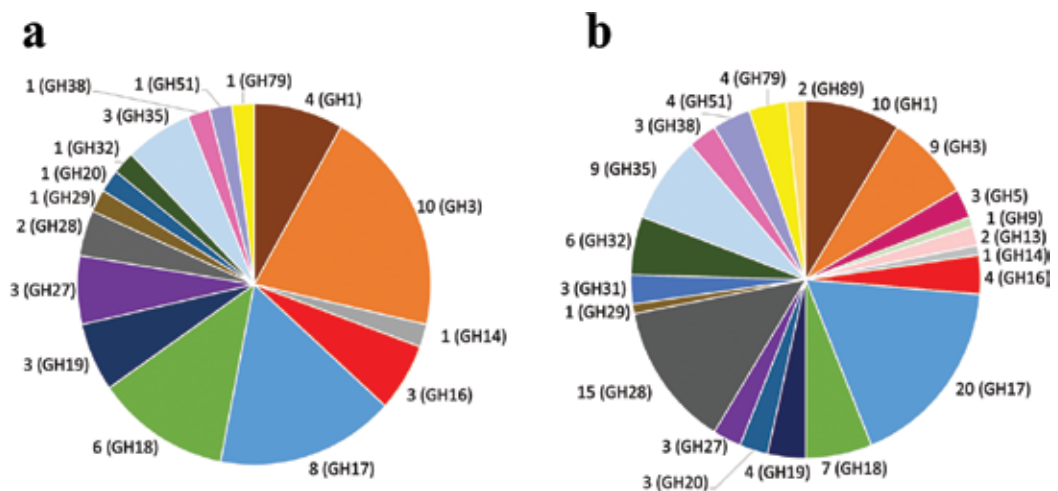 a
1 (GH38)
1 (GH51)
1 (GH79)
4 (GH1)
3 (GH35)
1 (GH32)
1 (GH20)
1 (GH29)
2 (GH28)
10 (GH3)
3 (GH27)
1 (GH14)
3 (GH19)
3 (GH16)
6 (GH18)
8 (GH17)
b
4 (GH79)
2 (GH89)
4 (GH51)
10 (GH1)
3 (GH38)
9 (GH3)
9 (GH35)
3 (GH5)
1 (GH9)
6 (GH32)
2 (GH13)
1 (GH14)
4 (GH16)
3 (GH31)
1 (GH29)
20 (GH17)
15 (GH28)
3 (GH27)
3 (GH20)
4 (GH19)
7 (GH18)